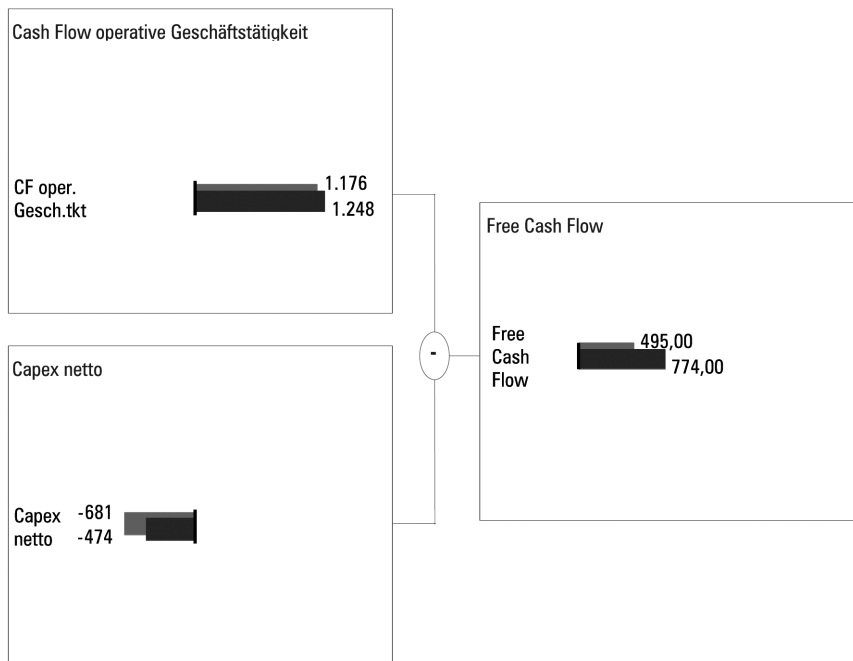 Cash Flow operative Geschäftstätigkeit
CF oper.
Gesch.tkt
1.176
1.248
Capex netto
Capex
netto
-681
-474
-
Free Cash Flow
Free
Cash
Flow
495,00
774,00